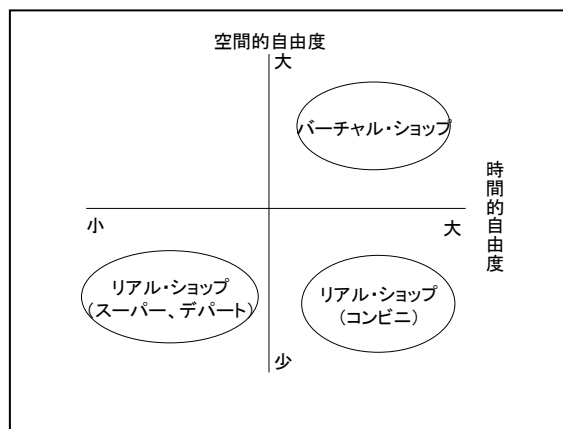 空間的自由度
大
バーチャル・ショップ
時間的自由度
小
大
リアル・ショップ
(スーパー、デパート)
リアル・ショップ
(コンビニ)
少